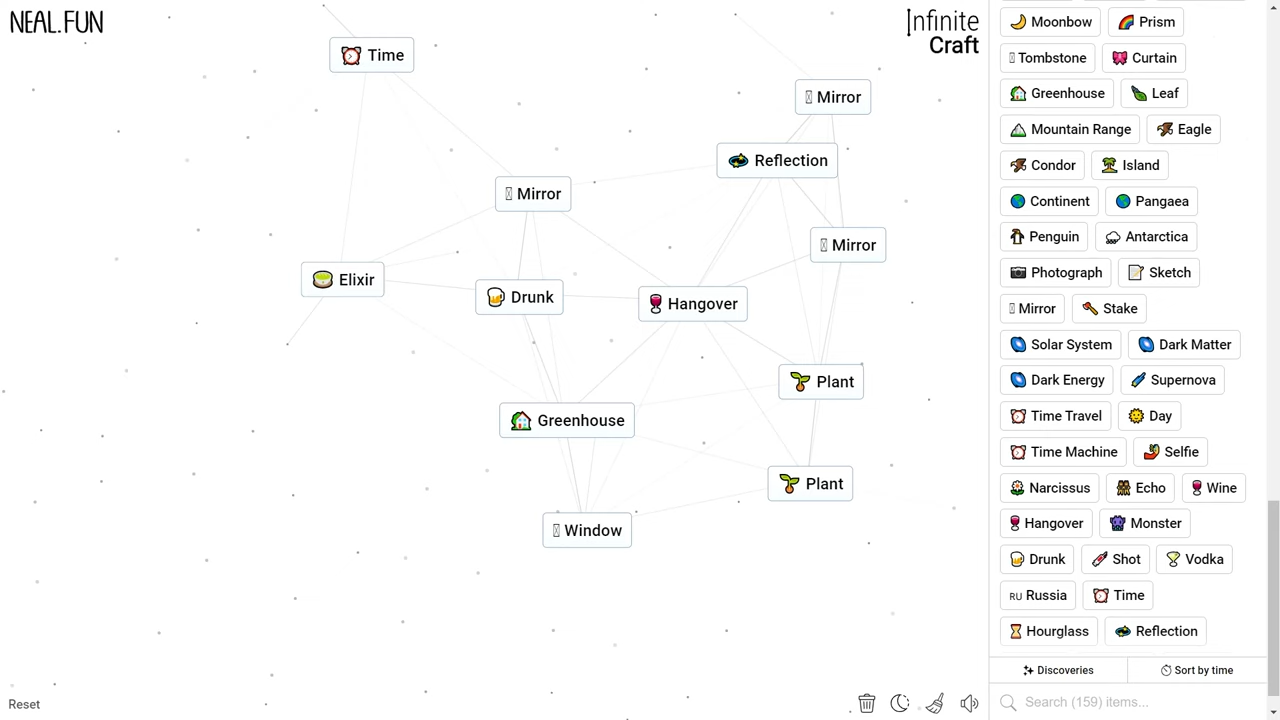 NEAL.FUN
Infinite
Craft
Time
Mirror
Reflection
Mirror
Mirror
Elixir
Drunk
Hangover
Plant
Greenhouse
Plant
Window
Reset
Moonbow
Prism
Tombstone
Curtain
Greenhouse
Leaf
Mountain Range
Eagle
Condor
Island
Continent
Pangaea
Penguin
Antarctica
Photograph
Sketch
Mirror
Stake
Solar System
Dark Matter
Dark Energy
Supernova
Time Travel
Day
Time Machine
Selfie
Narcissus
Echo
Wine
Hangover
Monster
Drunk
Shot
Vodka
RU Russia
Time
Hourglass
Reflection
Discoveries
Sort by time
Search (159) items...